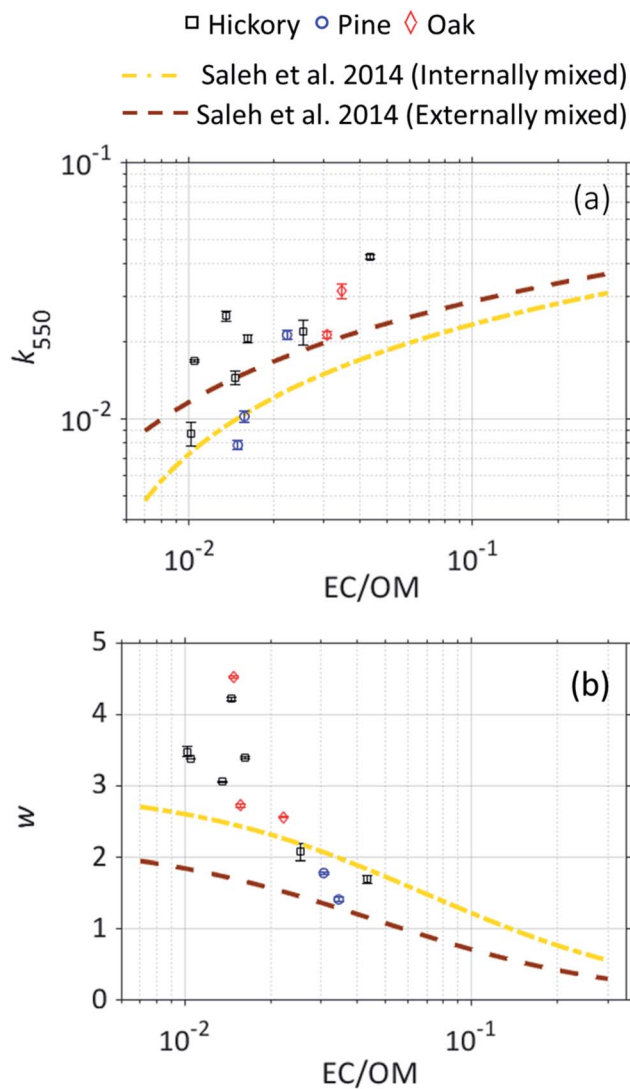 Hickory Pine Oak
Saleh et al. 2014 (Internally mixed)
Saleh et al. 2014 (Externally mixed)
10⁻¹
(a)
k₅₅₀
10⁻²
10⁻² 10⁻¹
EC/OM
5
(b)
4
3
w
2
1
0
10⁻² 10⁻¹
EC/OM